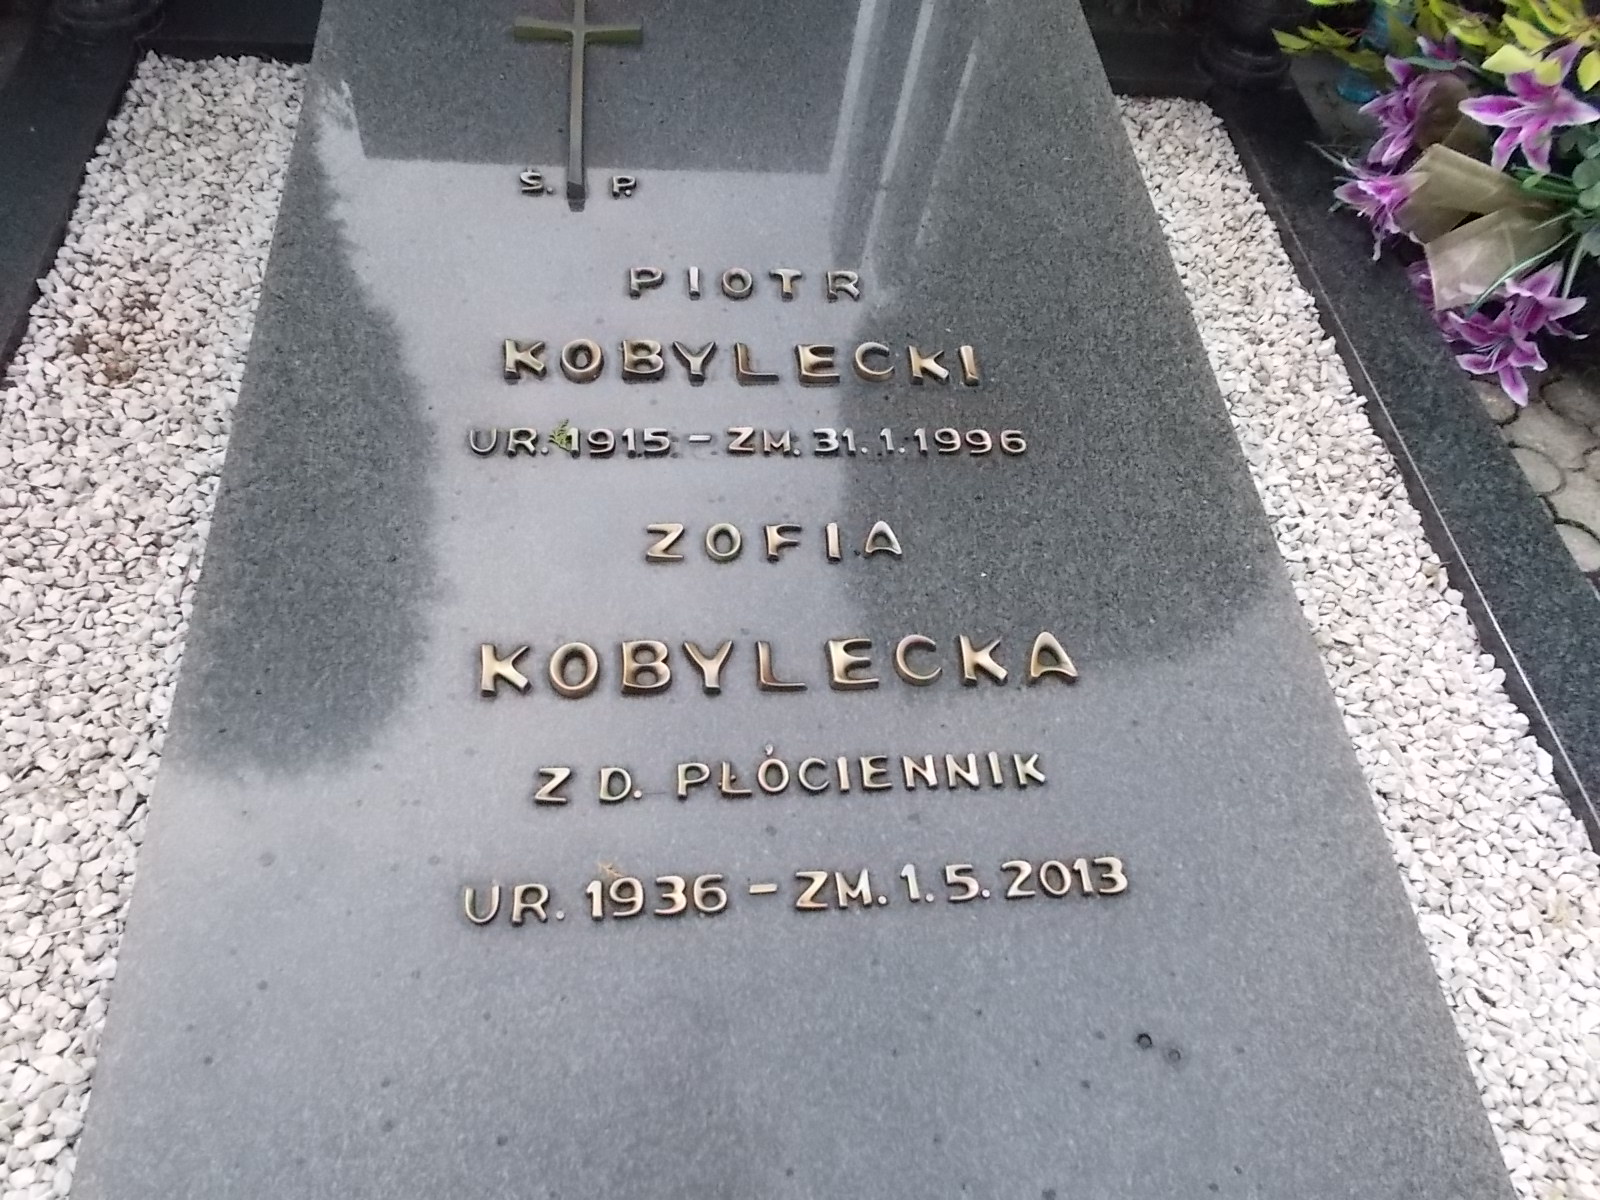 Ś. P.
PIOTR
KOBYLECKI
UR. 1915 - ZM. 31.1.1996
ZOFIA
KOBYLECKA
Z D. PŁÓCIENNIK
UR. 1936 - ZM. 1.5.2013